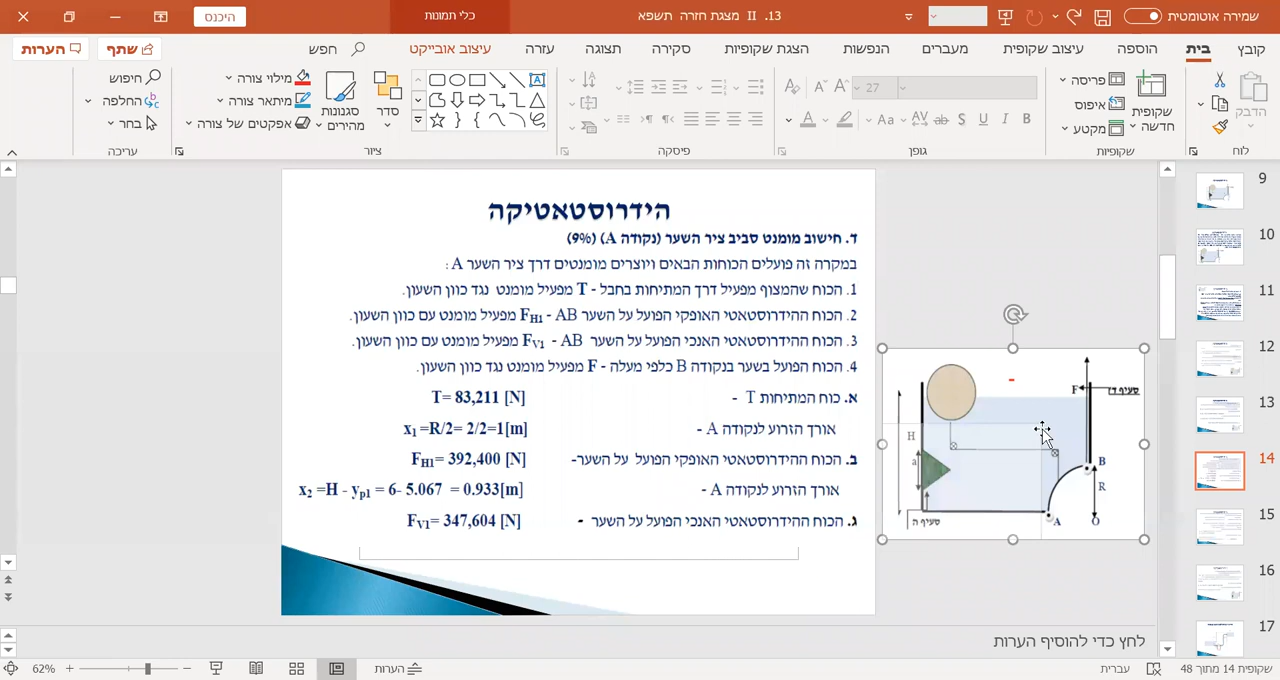 שמירה אוטומטית
13. II מצגת חזרה תשפא
כלי תמונות
היכנס
קובץ
בית
הוספה
עיצוב שקופית
מעברים
הנפשות
הצגת שקופיות
סקירה
תצוגה
עזרה
עיצוב אובייקט
חפש
שתף
הערות
הדבק
לוח
שקופית חדשה
פריסה
איפוס
מקטע
שקופיות
27
גופן
פיסקה
סדר
סגנונות מהירים
מילוי צורה
מיתאר צורה
אפקטים של צורה
ציור
חיפוש
החלפה
בחר
עריכה
הידרוסטאטיקה
ד. חישוב מומנט סביב ציר השער (נקודה A) (9%)
במקרה זה פועלים הכוחות הבאים ויוצרים מומנטים דרך ציר השער A:
1. הכוח שהמצוף מפעיל דרך המתיחות בחבל - T מפעיל מומנט נגד כוון השעון.
2. הכוח ההידרוסטאטי האופקי הפועל על השער AB - FH1 מפעיל מומנט עם כוון השעון.
3. הכוח ההידרוסטאטי האנכי הפועל על השער AB - FV1 מפעיל מומנט עם כוון השעון.
4. הכוח הפועל בשער בנקודה B כלפי מעלה - F מפעיל מומנט נגד כוון השעון.
א. כוח המתיחות T - T= 83,211 [N]
אורך הזרוע לנקודה A - x1 =R/2= 2/2=1[m]
ב. הכוח ההידרוסטאטי האופקי הפועל על השער- FH1= 392,400 [N]
אורך הזרוע לנקודה A - x2 =H - yp1 = 6- 5.067 = 0.933[m]
ג. הכוח ההידרוסטאטי האנכי הפועל על השער - FV1= 347,604 [N]
F
סעיף ד
H
a
B
R
A
O
סעיף ה
9
10
11
12
13
14
15
16
17
לחץ כדי להוסיף הערות
שקופית 14 מתוך 48
עברית
הערות
62%